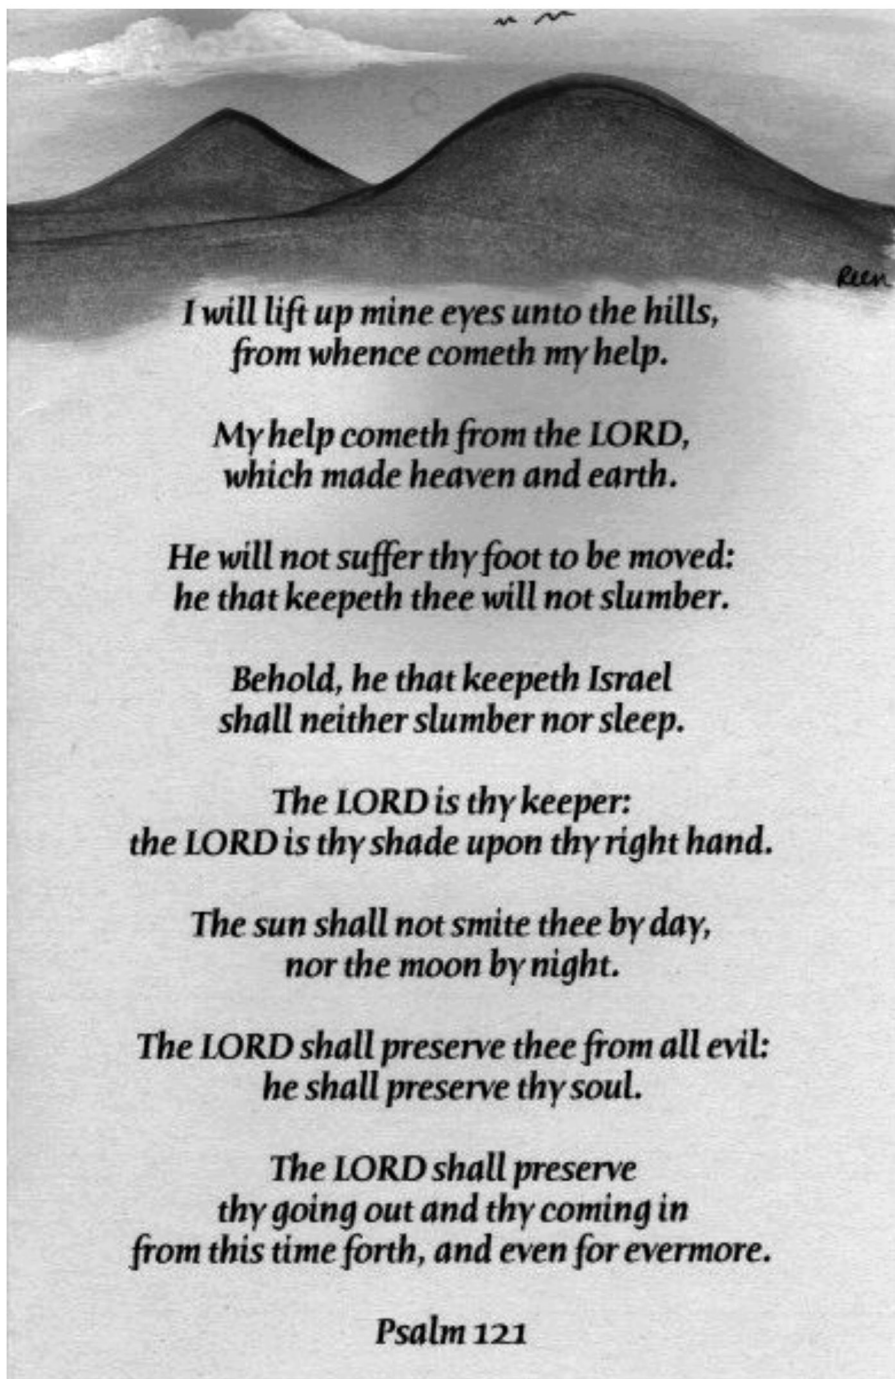 Reen
I will lift up mine eyes unto the hills,
from whence cometh my help.
My help cometh from the LORD,
which made heaven and earth.
He will not suffer thy foot to be moved:
he that keepeth thee will not slumber.
Behold, he that keepeth Israel
shall neither slumber nor sleep.
The LORD is thy keeper:
the LORD is thy shade upon thy right hand.
The sun shall not smite thee by day,
nor the moon by night.
The LORD shall preserve thee from all evil:
he shall preserve thy soul.
The LORD shall preserve
thy going out and thy coming in
from this time forth, and even for evermore.
Psalm 121